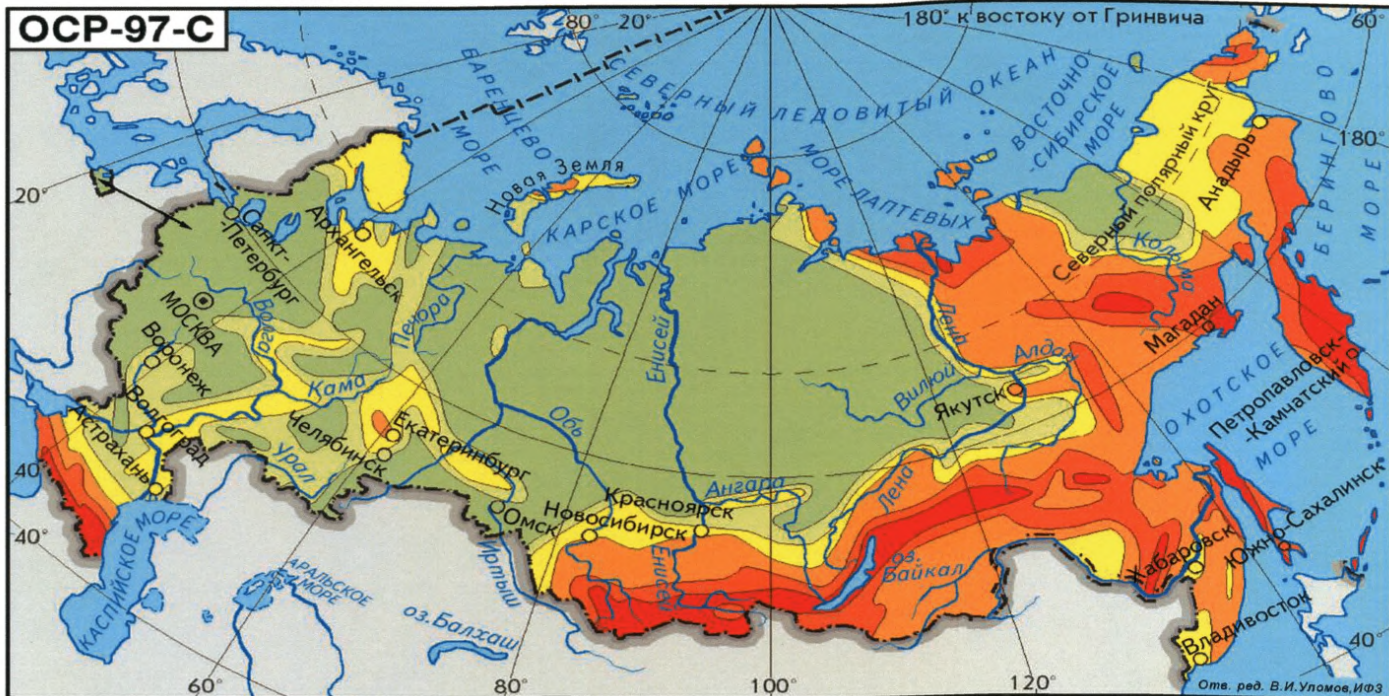 ОСР-97-С
80°
20°
180° к востоку от Гринвича
60°
БАРЕНЦЕВО
МОРЕ
СЕВЕРНЫЙ ЛЕДОВИТЫЙ ОКЕАН
ВОСТОЧНО-
-СИБИРСКОЕ
МОРЕ
БЕРИНГОВО
МОРЕ
180°
Северный полярный круг
Анадырь
Новая Земля
КАРСКОЕ МОРЕ
МОРЕ ЛАПТЕВЫХ
20°
Санкт-
-Петербург
Архангельск
Печора
Колыма
160°
МОСКВА
Волга
Енисей
Лена
Магадан
Воронеж
Кама
Обь
Вилюй
Алдан
Якутск
ОХОТСКОЕ
МОРЕ
Петропавловск-
-Камчатский
Астрахань
Волгоград
Челябинск
Екатеринбург
Урал
40°
Омск
Новосибирск
Красноярск
Ангара
Лена
Южно-Сахалинск
Хабаровск
40°
КАСПИЙСКОЕ МОРЕ
АРАЛЬСКОЕ
МОРЕ
Иртыш
Енисей
оз.
Байкал
оз.Балхаш
Владивосток
40°
60°
80°
100°
120°
Отв. ред. В.И.Уломов,ИФЗ